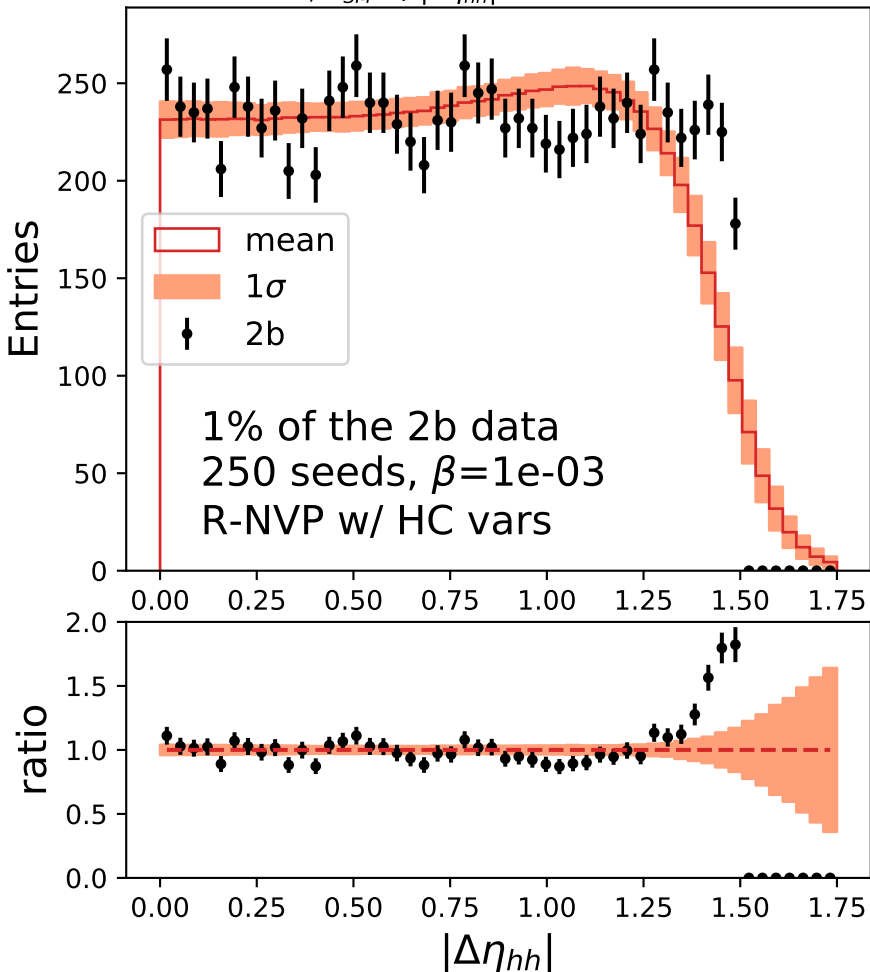 Entries
250
200
150
100
50
0
mean
1σ
2b
1% of the 2b data
250 seeds, β=1e-03
R-NVP w/ HC vars
0.00 0.25 0.50 0.75 1.00 1.25 1.50 1.75
ratio
2.0
1.5
1.0
0.5
0.0
0.00 0.25 0.50 0.75 1.00 1.25 1.50 1.75
|Δη_hh|